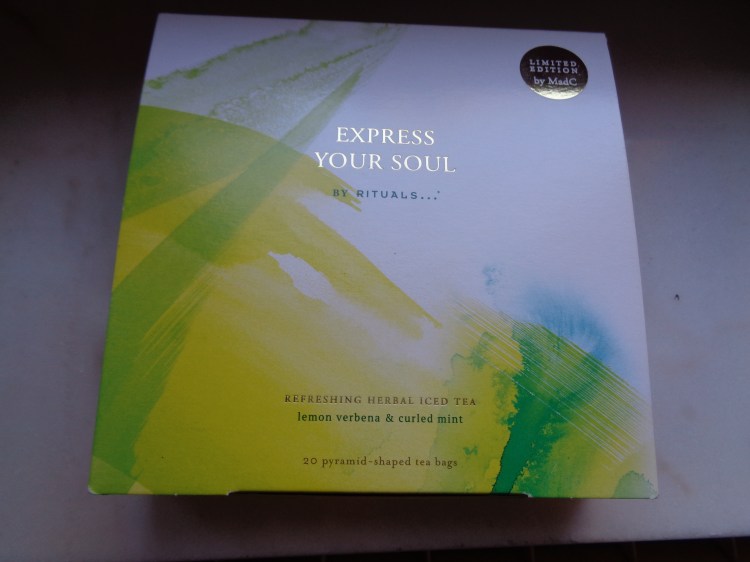 LIMITED
EDITION
by MadC
EXPRESS
YOUR SOUL
BY RITUALS...®
REFRESHING HERBAL ICED TEA
lemon verbena & curled mint
20 pyramid-shaped tea bags